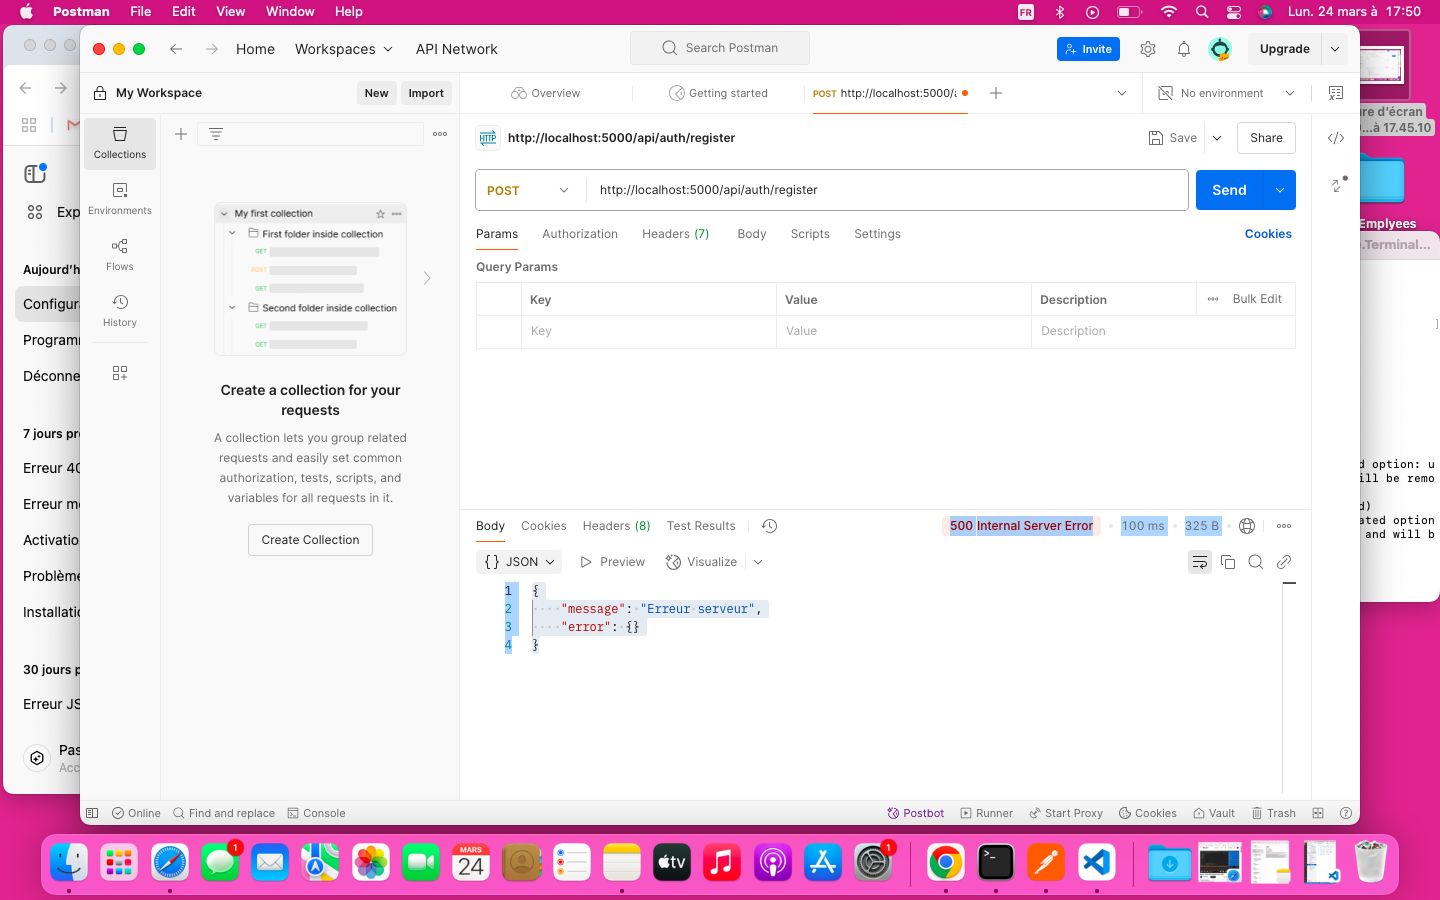 Postman File Edit View Window Help FR Lun. 24 mars à 17:50
Home Workspaces API Network Search Postman Invite Upgrade
My Workspace New Import Overview Getting started POST http://localhost:5000/a No environment
Collections
Environments
Flows
History
My first collection
First folder inside collection
GET
POST
GET
Second folder inside collection
GET
GET
Create a collection for your
requests
A collection lets you group related
requests and easily set common
authorization, tests, scripts, and
variables for all requests in it.
Create Collection
HTTP http://localhost:5000/api/auth/register Save Share
POST http://localhost:5000/api/auth/register Send
Params Authorization Headers (7) Body Scripts Settings Cookies
Query Params
Key Value Description Bulk Edit
Key Value Description
Body Cookies Headers (8) Test Results 500 Internal Server Error 100 ms 325 B
{} JSON Preview Visualize
1 {
2 "message": "Erreur serveur",
3 "error": {}
4 }
Online Find and replace Console Postbot Runner Start Proxy Cookies Vault Trash
Exp
Aujourd'h
Configura
Program
Déconne
7 jours pr
Erreur 40
Erreur m
Activatio
Problème
Installati
30 jours p
Erreur JS
Pas
Acc
ure d'écran
0...à 17.45.10
Emplyees
e.Terminal...
]
d option: u
ill be remo
d)
ated option
and will b
1
MARS
24
tv
1